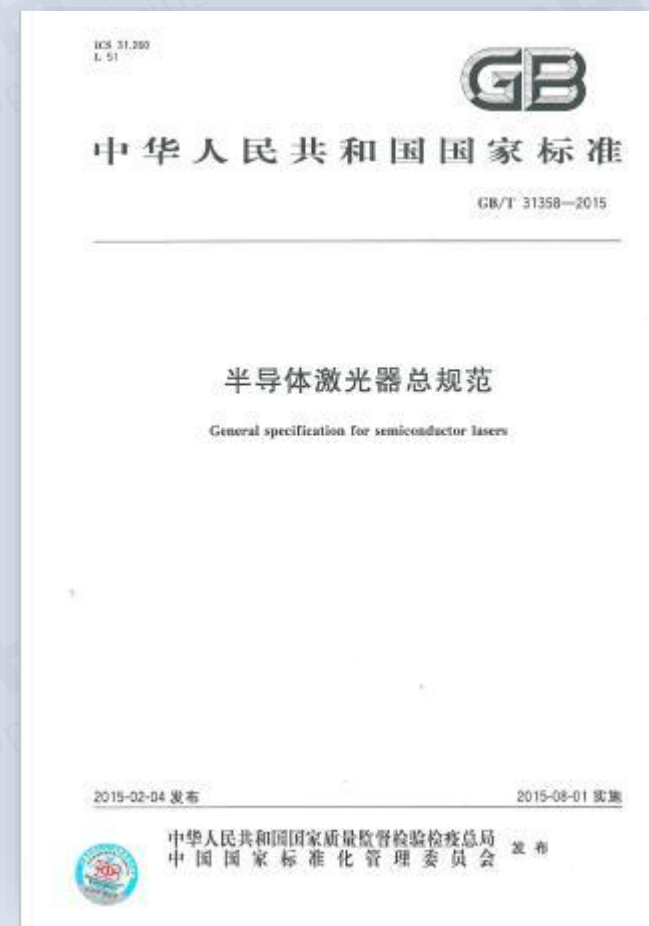 ICS 31.260
L 51
GB
中华人民共和国国家标准
GB/T 31358—2015
半导体激光器总规范
General specification for semiconductor lasers
2015-02-04 发布
2015-08-01 实施
中华人民共和国国家质量监督检验检疫总局
中国国家标准化管理委员会
发布